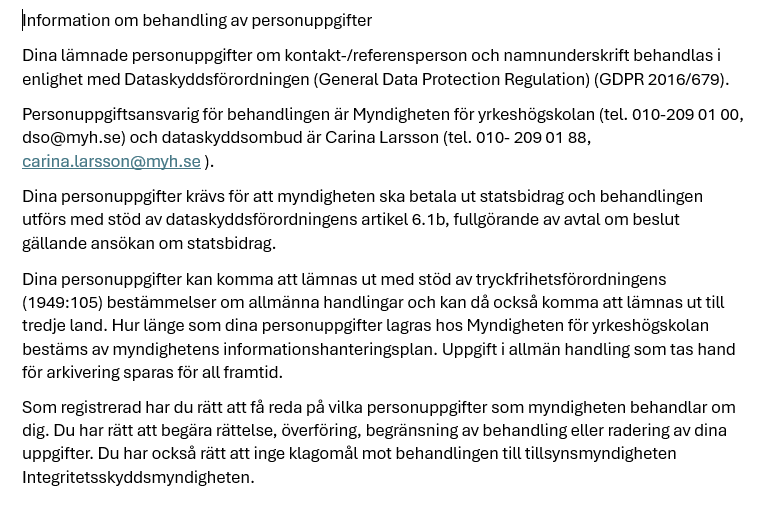 Information om behandling av personuppgifter
Dina lämnade personuppgifter om kontakt-/referensperson och namnunderskrift behandlas i
enlighet med Dataskyddsförordningen (General Data Protection Regulation) (GDPR 2016/679).
Personuppgiftsansvarig för behandlingen är Myndigheten för yrkeshögskolan (tel. 010-209 01 00,
dso@myh.se) och dataskyddsombud är Carina Larsson (tel. 010- 209 01 88,
carina.larsson@myh.se ).
Dina personuppgifter krävs för att myndigheten ska betala ut statsbidrag och behandlingen
utförs med stöd av dataskyddsförordningens artikel 6.1b, fullgörande av avtal om beslut
gällande ansökan om statsbidrag.
Dina personuppgifter kan komma att lämnas ut med stöd av tryckfrihetsförordningens
(1949:105) bestämmelser om allmänna handlingar och kan då också komma att lämnas ut till
tredje land. Hur länge som dina personuppgifter lagras hos Myndigheten för yrkeshögskolan
bestäms av myndighetens informationshanteringsplan. Uppgift i allmän handling som tas hand
för arkivering sparas för all framtid.
Som registrerad har du rätt att få reda på vilka personuppgifter som myndigheten behandlar om
dig. Du har rätt att begära rättelse, överföring, begränsning av behandling eller radering av dina
uppgifter. Du har också rätt att inge klagomål mot behandlingen till tillsynsmyndigheten
Integritetsskyddsmyndigheten.